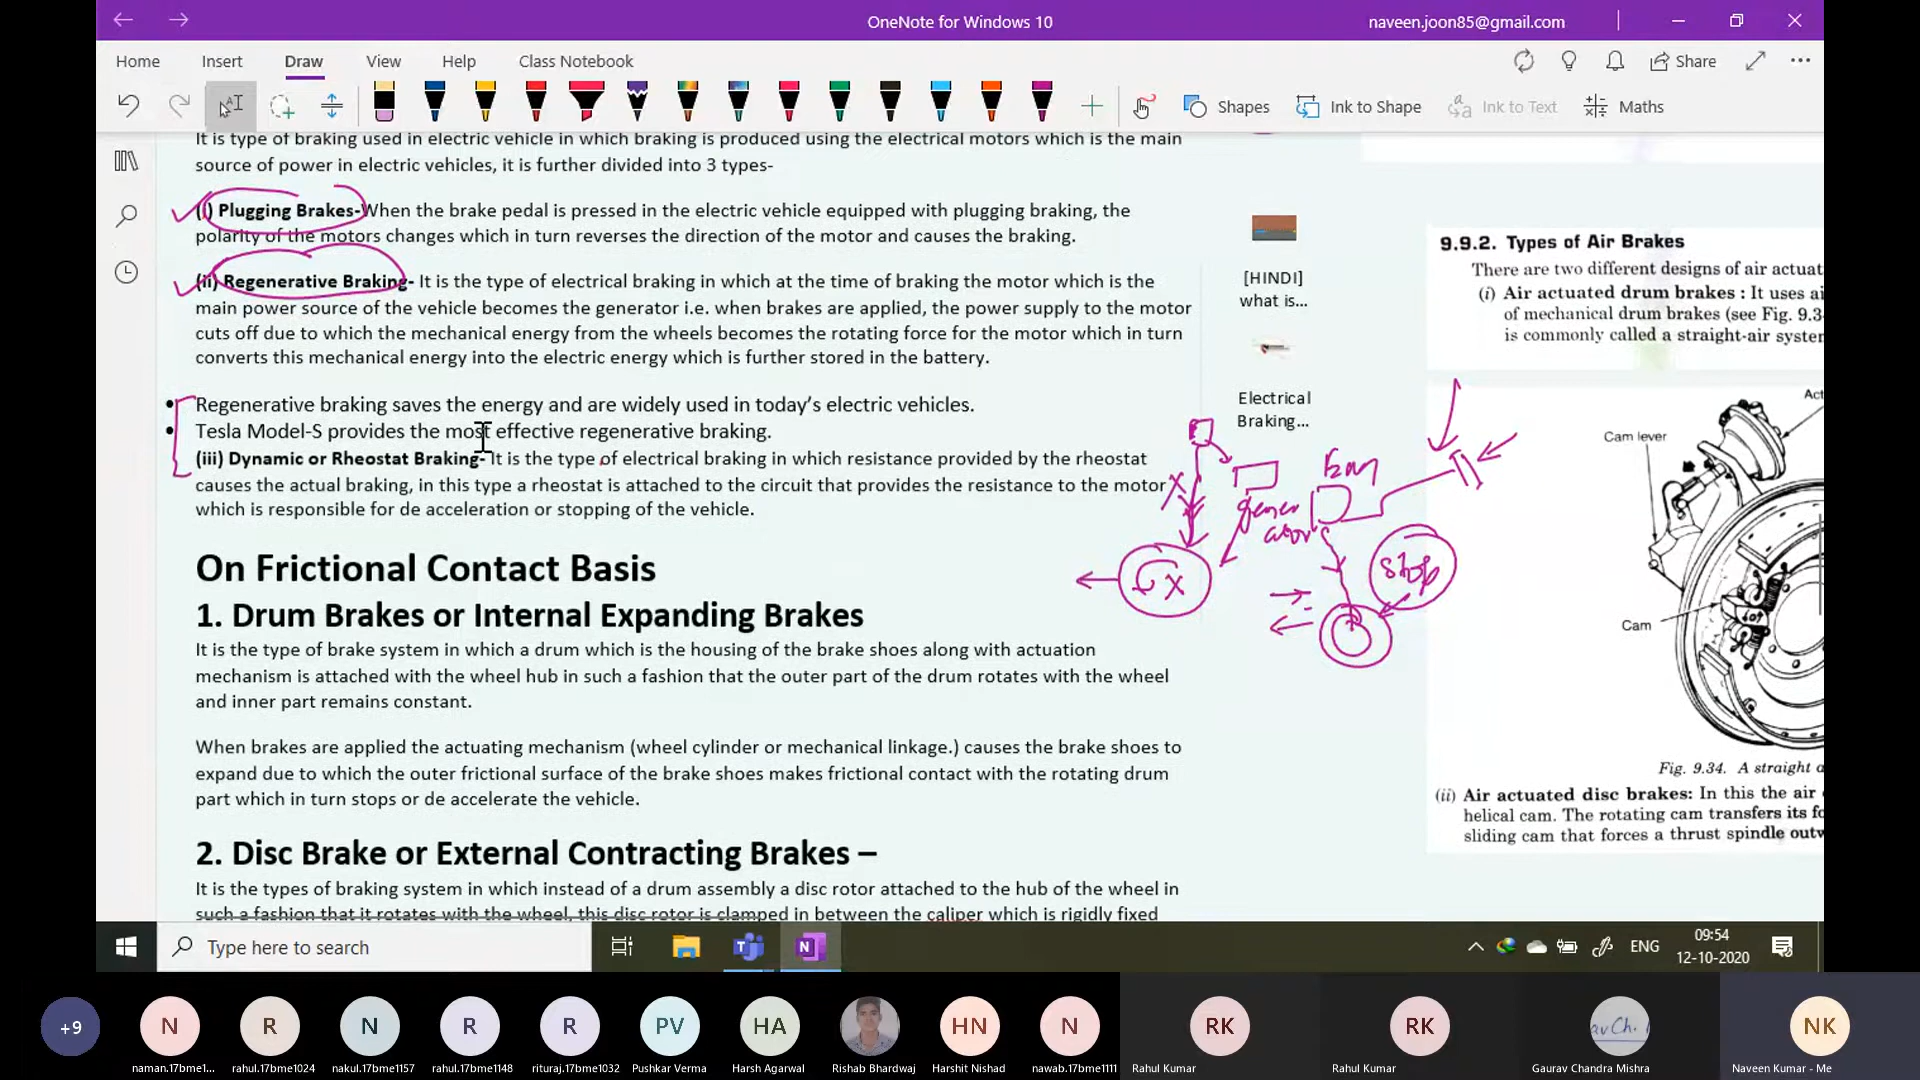 OneNote for Windows 10
naveen.joon85@gmail.com
Home
Insert
Draw
View
Help
Class Notebook
Share
Shapes
Ink to Shape
Ink to Text
Maths
It is type of braking used in electric vehicle in which braking is produced using the electrical motors which is the main
source of power in electric vehicles, it is further divided into 3 types-
(i) Plugging Brakes-When the brake pedal is pressed in the electric vehicle equipped with plugging braking, the
polarity of the motors changes which in turn reverses the direction of the motor and causes the braking.
(ii) Regenerative Braking- It is the type of electrical braking in which at the time of braking the motor which is the
main power source of the vehicle becomes the generator i.e. when brakes are applied, the power supply to the motor
cuts off due to which the mechanical energy from the wheels becomes the rotating force for the motor which in turn
converts this mechanical energy into the electric energy which is further stored in the battery.
• Regenerative braking saves the energy and are widely used in today's electric vehicles.
• Tesla Model-S provides the most effective regenerative braking.
(iii) Dynamic or Rheostat Braking- It is the type of electrical braking in which resistance provided by the rheostat
causes the actual braking, in this type a rheostat is attached to the circuit that provides the resistance to the motor
which is responsible for de acceleration or stopping of the vehicle.
On Frictional Contact Basis
1. Drum Brakes or Internal Expanding Brakes
It is the type of brake system in which a drum which is the housing of the brake shoes along with actuation
mechanism is attached with the wheel hub in such a fashion that the outer part of the drum rotates with the wheel
and inner part remains constant.
When brakes are applied the actuating mechanism (wheel cylinder or mechanical linkage.) causes the brake shoes to
expand due to which the outer frictional surface of the brake shoes makes frictional contact with the rotating drum
part which in turn stops or de accelerate the vehicle.
2. Disc Brake or External Contracting Brakes –
It is the types of braking system in which instead of a drum assembly a disc rotor attached to the hub of the wheel in
such a fashion that it rotates with the wheel, this disc rotor is clamped in between the caliper which is rigidly fixed
[HINDI]
what is...
Electrical
Braking...
gener
ators
stop
x
X
9.9.2. Types of Air Brakes
There are two different designs of air actuat
(i) Air actuated drum brakes : It uses ai
of mechanical drum brakes (see Fig. 9.3
is commonly called a straight-air syster
Act
Cam lever
Cam
Fig. 9.34. A straight a
(ii) Air actuated disc brakes: In this the air
helical cam. The rotating cam transfers its fo
sliding cam that forces a thrust spindle outw
Type here to search
ENG
09:54
12-10-2020
+9
N
R
N
R
R
PV
HA
HN
N
RK
RK
av Ch.
NK
naman.17bme1...
rahul.17bme1024
nakul.17bme1157
rahul.17bme1148
rituraj.17bme1032
Pushkar Verma
Harsh Agarwal
Rishab Bhardwaj
Harshit Nishad
nawab.17bme1111
Rahul Kumar
Rahul Kumar
Gaurav Chandra Mishra
Naveen Kumar - Me